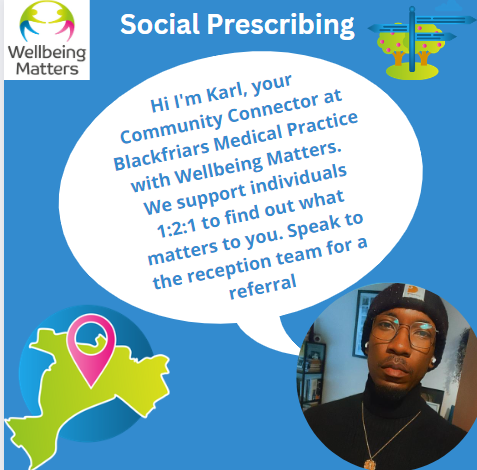 Wellbeing
Matters
Social Prescribing
Hi I'm Karl, your
Community Connector at
Blackfriars Medical Practice
with Wellbeing Matters.
We support individuals
1:2:1 to find out what
matters to you. Speak to
the reception team for a
referral